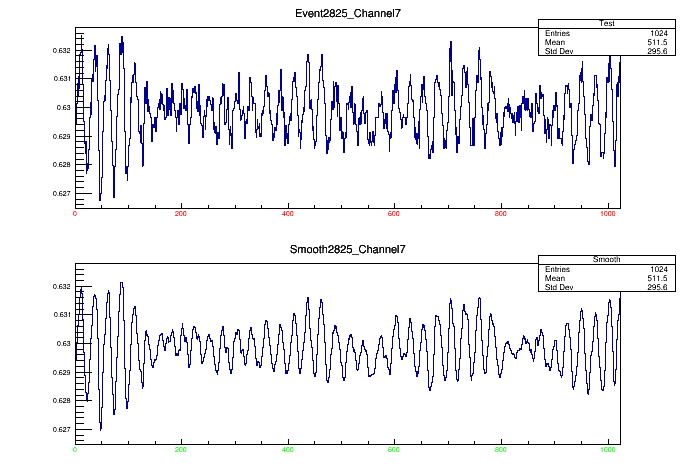 Event2825_Channel7
Test
Entries 1024
Mean 511.5
Std Dev 295.6
0.632
0.631
0.63
0.629
0.628
0.627
0 200 400 600 800 1000
Smooth2825_Channel7
Smooth
Entries 1024
Mean 511.5
Std Dev 295.6
0.632
0.631
0.63
0.629
0.628
0.627
0 200 400 600 800 1000